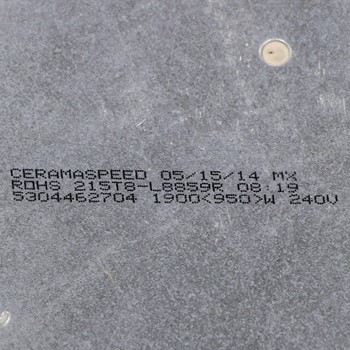 CERAMASPEED 05/15/14 MX
ROHS 215T8-L8859R 08:19
5304462704 1900<950>W 240V